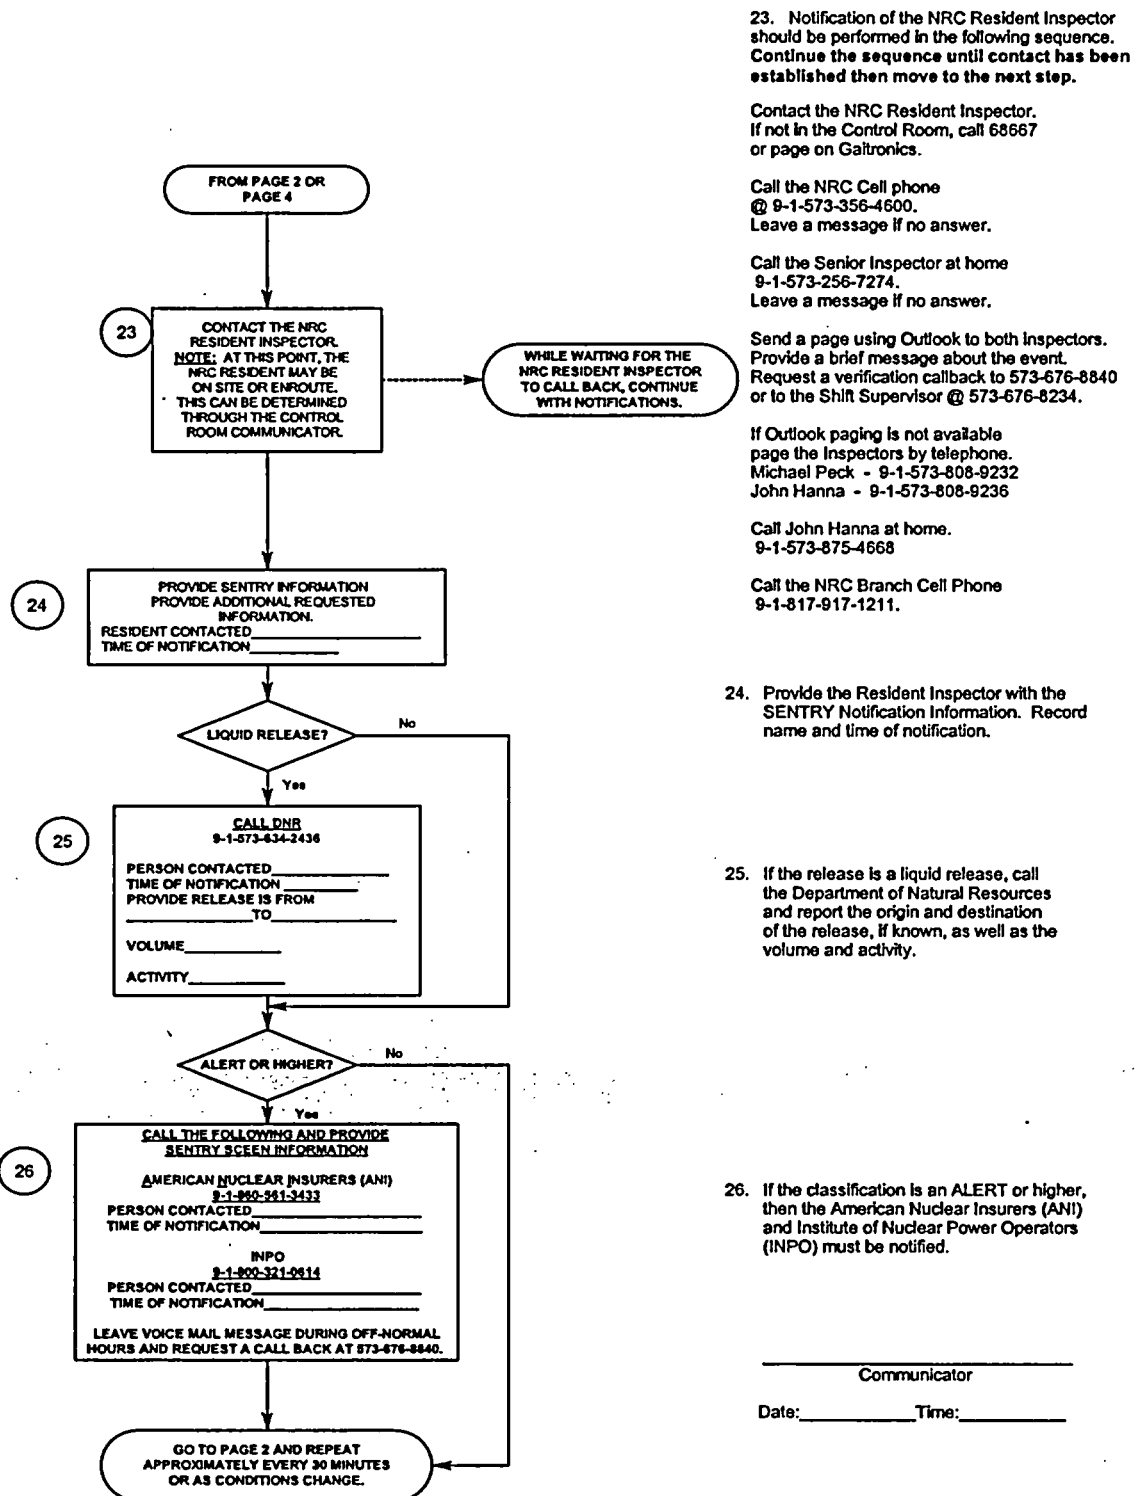 23. Notification of the NRC Resident Inspector
should be performed in the following sequence.
Continue the sequence until contact has been
established then move to the next step.
Contact the NRC Resident Inspector.
If not in the Control Room, call 68667
or page on Gaitronics.
Call the NRC Cell phone
@ 9-1-573-356-4600.
Leave a message if no answer.
Call the Senior Inspector at home
9-1-573-256-7274.
Leave a message if no answer.
Send a page using Outlook to both Inspectors.
Provide a brief message about the event.
Request a verification callback to 573-676-8840
or to the Shift Supervisor @ 573-676-8234.
If Outlook paging is not available
page the Inspectors by telephone.
Michael Peck - 9-1-573-808-9232
John Hanna - 9-1-573-808-9236
Call John Hanna at home.
9-1-573-875-4668
Call the NRC Branch Cell Phone
9-1-817-917-1211.
FROM PAGE 2 OR
PAGE 4
23
CONTACT THE NRC
RESIDENT INSPECTOR.
NOTE: AT THIS POINT, THE
NRC RESIDENT MAY BE
ON SITE OR ENROUTE.
THIS CAN BE DETERMINED
THROUGH THE CONTROL
ROOM COMMUNICATOR.
WHILE WAITING FOR THE
NRC RESIDENT INSPECTOR
TO CALL BACK, CONTINUE
WITH NOTIFICATIONS.
24
PROVIDE SENTRY INFORMATION
PROVIDE ADDITIONAL REQUESTED
INFORMATION.
RESIDENT CONTACTED
TIME OF NOTIFICATION
24. Provide the Resident Inspector with the
SENTRY Notification Information. Record
name and time of notification.
LIQUID RELEASE?
No
Yes
25
CALL DNR
9-1-573-634-2436
PERSON CONTACTED
TIME OF NOTIFICATION
PROVIDE RELEASE IS FROM
TO
VOLUME
ACTIVITY
25. If the release is a liquid release, call
the Department of Natural Resources
and report the origin and destination
of the release, if known, as well as the
volume and activity.
ALERT OR HIGHER?
No
Yes
26
CALL THE FOLLOWING AND PROVIDE
SENTRY SCEEN INFORMATION
AMERICAN NUCLEAR INSURERS (ANI)
9-1-860-561-3433
PERSON CONTACTED
TIME OF NOTIFICATION
INPO
9-1-800-321-0614
PERSON CONTACTED
TIME OF NOTIFICATION
LEAVE VOICE MAIL MESSAGE DURING OFF-NORMAL
HOURS AND REQUEST A CALL BACK AT 573-676-8840.
26. If the classification is an ALERT or higher,
then the American Nuclear Insurers (ANI)
and Institute of Nuclear Power Operators
(INPO) must be notified.
Communicator
Date: Time:
GO TO PAGE 2 AND REPEAT
APPROXIMATELY EVERY 30 MINUTES
OR AS CONDITIONS CHANGE.